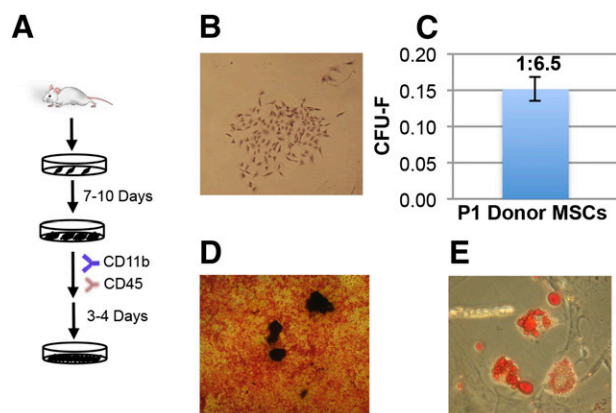 A
7-10 Days
CD11b
CD45
3-4 Days
B
C
0.20
1:6.5
0.15
0.10
0.05
0.00
CFU-F
P1 Donor MSCs
D
E